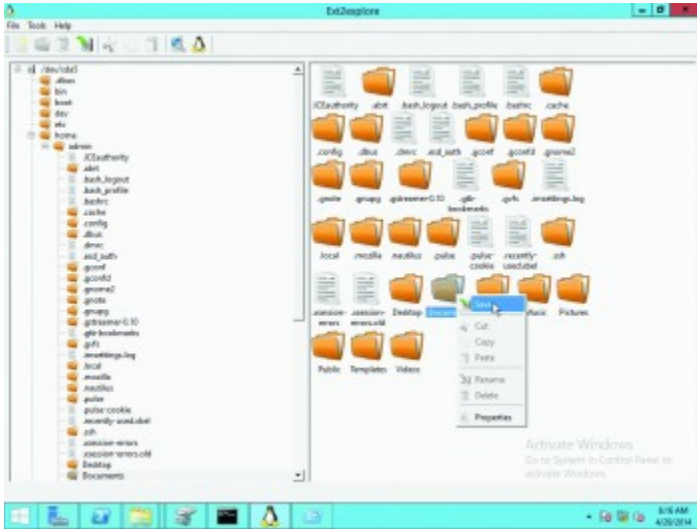 Ext2explore
File Tools Help
/dev/sda5
.dbus
bin
boot
dev
etc
home
admin
.ICEauthority
.abrt
.bash_logout
.bash_profile
.bashrc
.cache
.config
.dbus
.dmrc
.esd_auth
.gconf
.gconfd
.gnome2
.gnote
.gnupg
.gstreamer-0.10
.gtk-bookmarks
.gvfs
.imsettings.log
.local
.mozilla
.nautilus
.pulse
.pulse-cookie
.recently-used.xbel
.ssh
.xsession-errors
.xsession-errors.old
Desktop
Documents
.ICEauthority .abrt .bash_logout .bash_profile .bashrc .cache
.config .dbus .dmrc .esd_auth .gconf .gconfd .gnome2
.gnote .gnupg .gstreamer-0.10 .gtk-
bookmarks .gvfs .imsettings.log
.local .mozilla .nautilus .pulse .pulse-
cookie .recently-
used.xbel .ssh
.xsession-
errors .xsession-
errors.old Desktop Music Pictures
Public Templates Videos
Save
Cut
Copy
Paste
Rename
Delete
Properties
Activate Windows
Go to System in Control Panel to
activate Windows.
6:16 AM
4/28/2014